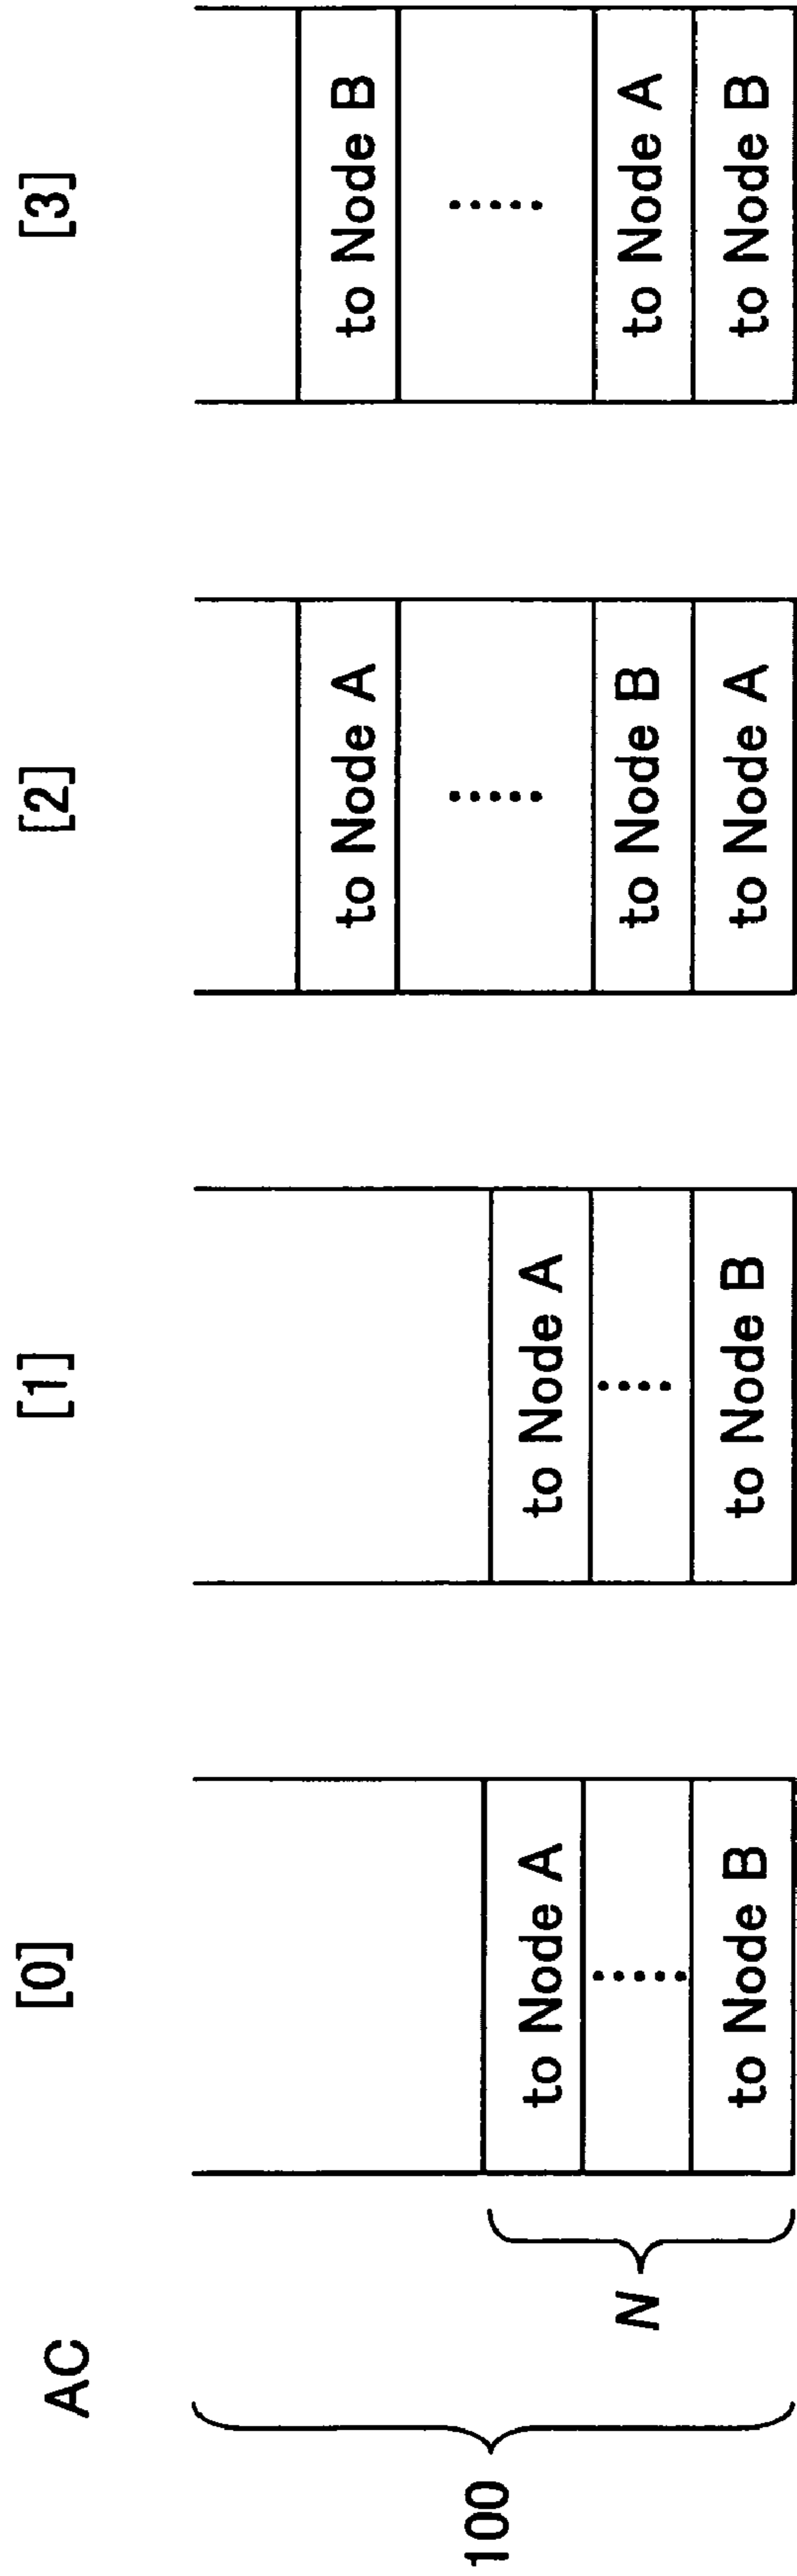 AC
[0]
[1]
[2]
[3]
100
N
to Node A
.....
to Node B
to Node A
....
to Node B
to Node A
.....
to Node B
to Node A
to Node B
.....
to Node A
to Node B